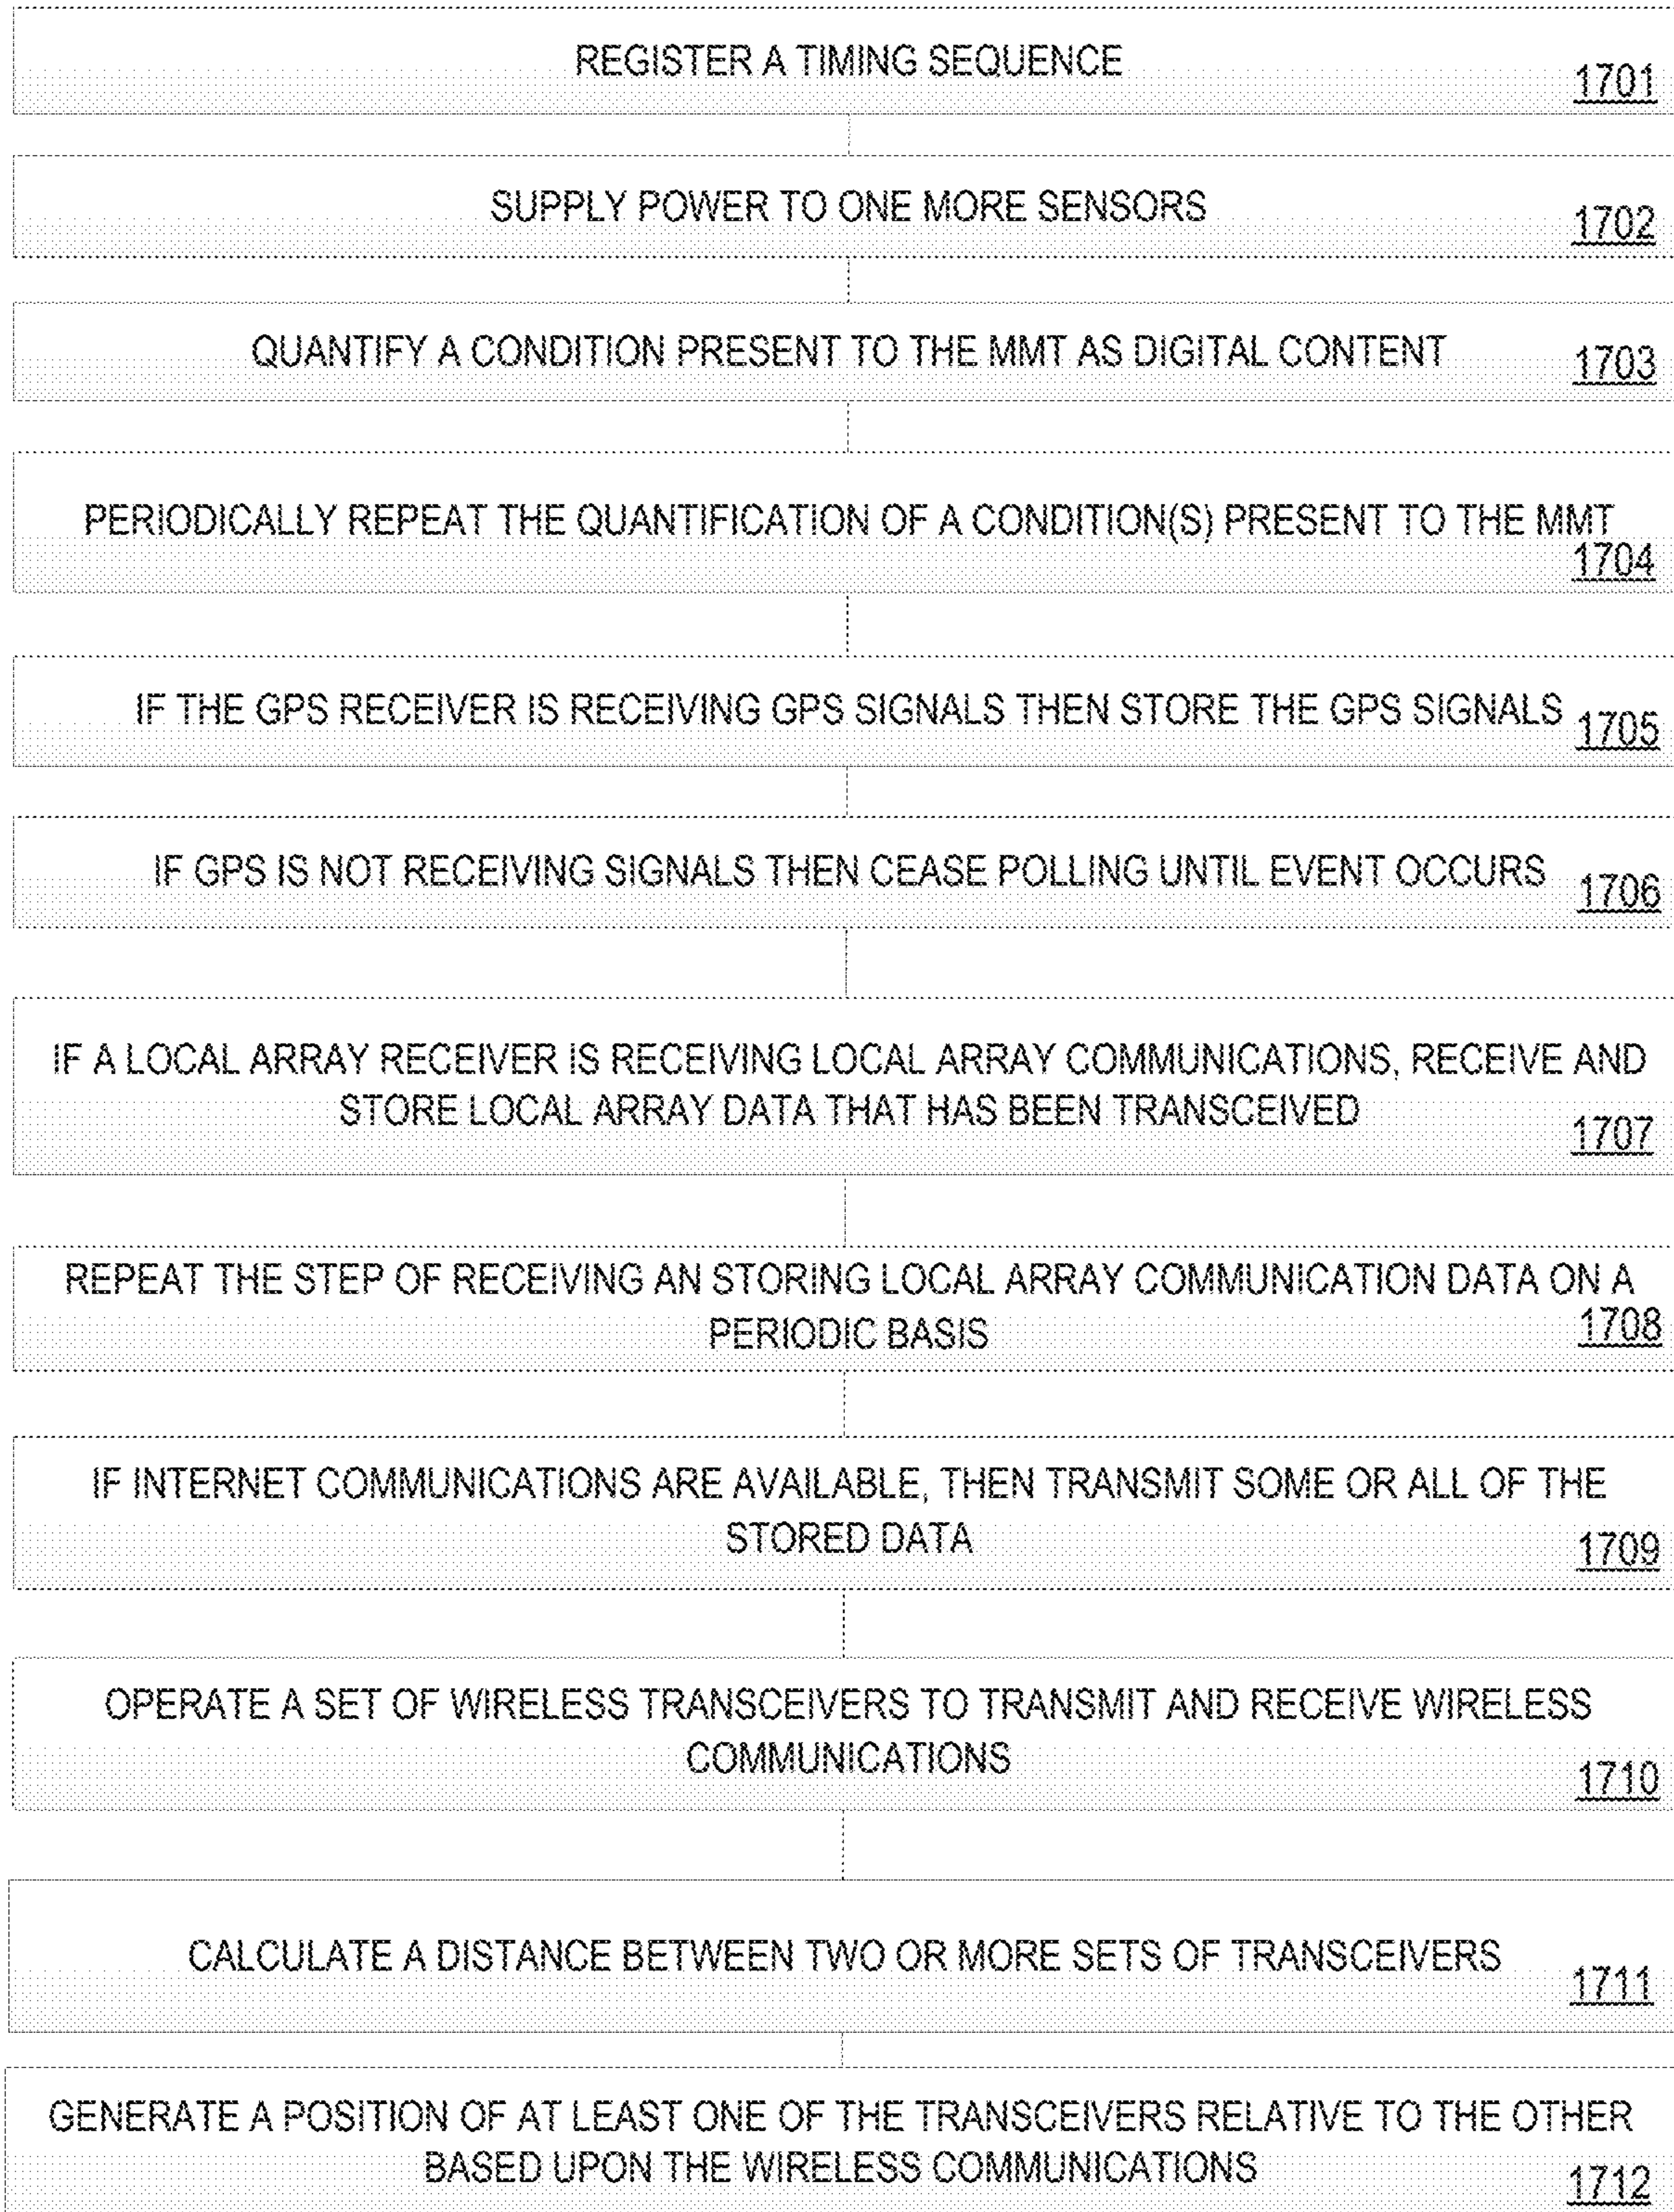 REGISTER A TIMING SEQUENCE
1701
SUPPLY POWER TO ONE MORE SENSORS
1702
QUANTIFY A CONDITION PRESENT TO THE MMT AS DIGITAL CONTENT
1703
PERIODICALLY REPEAT THE QUANTIFICATION OF A CONDITION(S) PRESENT TO THE MMT
1704
IF THE GPS RECEIVER IS RECEIVING GPS SIGNALS THEN STORE THE GPS SIGNALS
1705
IF GPS IS NOT RECEIVING SIGNALS THEN CEASE POLLING UNTIL EVENT OCCURS
1706
IF A LOCAL ARRAY RECEIVER IS RECEIVING LOCAL ARRAY COMMUNICATIONS, RECEIVE AND
STORE LOCAL ARRAY DATA THAT HAS BEEN TRANSCEIVED
1707
REPEAT THE STEP OF RECEIVING AN STORING LOCAL ARRAY COMMUNICATION DATA ON A
PERIODIC BASIS
1708
IF INTERNET COMMUNICATIONS ARE AVAILABLE, THEN TRANSMIT SOME OR ALL OF THE
STORED DATA
1709
OPERATE A SET OF WIRELESS TRANSCEIVERS TO TRANSMIT AND RECEIVE WIRELESS
COMMUNICATIONS
1710
CALCULATE A DISTANCE BETWEEN TWO OR MORE SETS OF TRANSCEIVERS
1711
GENERATE A POSITION OF AT LEAST ONE OF THE TRANSCEIVERS RELATIVE TO THE OTHER
BASED UPON THE WIRELESS COMMUNICATIONS
1712